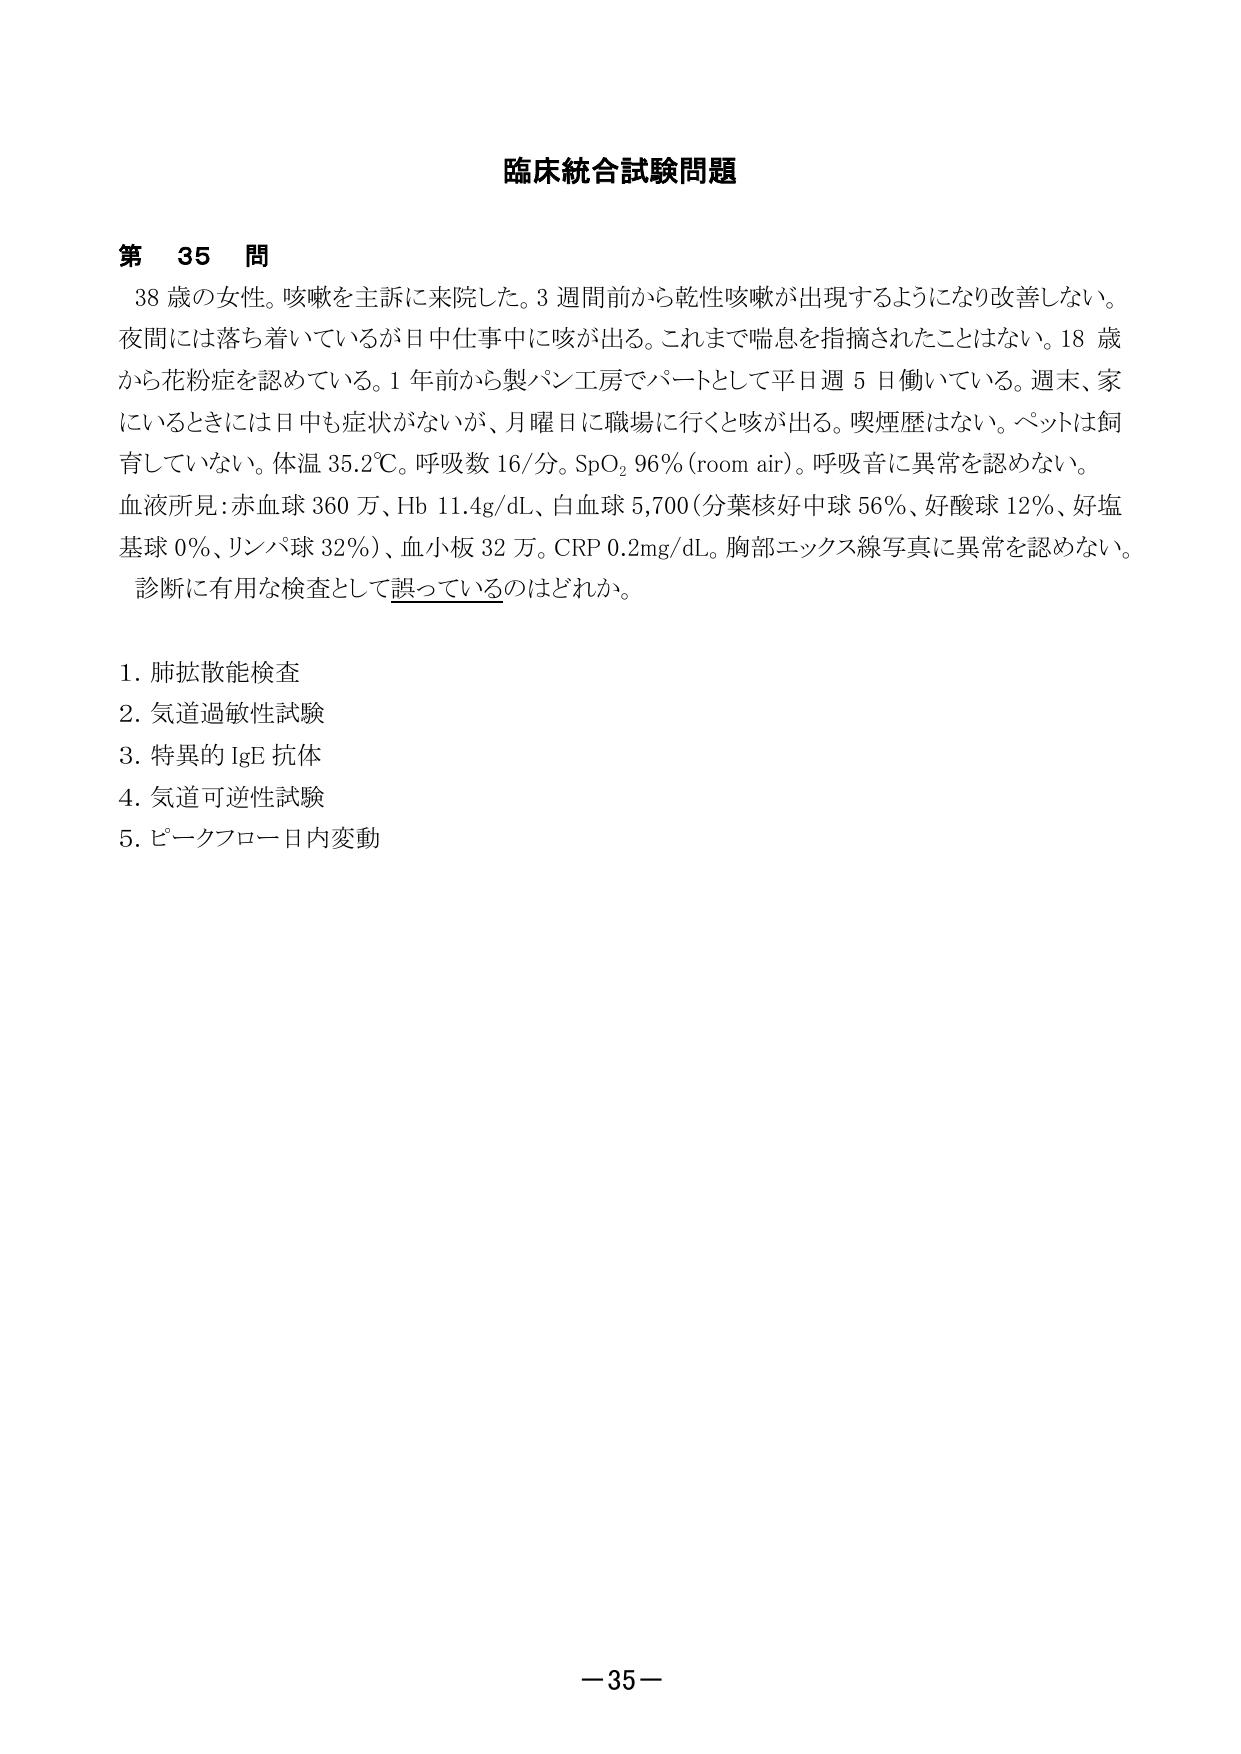 臨床統合試験問題
第 35 問
38 歳の女性。咳嗽を主訴に来院した。3 週間前から乾性咳嗽が出現するようになり改善しない。
夜間には落ち着いているが日中仕事中に咳が出る。これまで喘息を指摘されたことはない。18 歳
から花粉症を認めている。1 年前から製パン工房でパートとして平日週 5 日働いている。週末、家
にいるときには日中も症状がないが、月曜日に職場に行くと咳が出る。喫煙歴はない。ペットは飼
育していない。体温 35.2℃。呼吸数 16/分。SpO₂ 96%(room air)。呼吸音に異常を認めない。
血液所見:赤血球 360 万、Hb 11.4g/dL、白血球 5,700(分葉核好中球 56%、好酸球 12%、好塩
基球 0%、リンパ球 32%)、血小板 32 万。CRP 0.2mg/dL。胸部エックス線写真に異常を認めない。
診断に有用な検査として誤っているのはどれか。
1. 肺拡散能検査
2. 気道過敏性試験
3. 特異的 IgE 抗体
4. 気道可逆性試験
5. ピークフロー日内変動
－35－